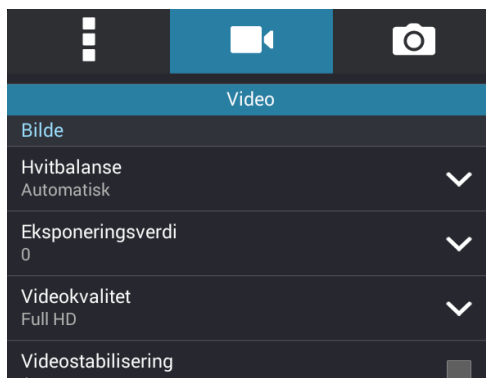 Video
Bilde
Hvitbalanse
Automatisk
Eksponeringsverdi
0
Videokvalitet
Full HD
Videostabilisering